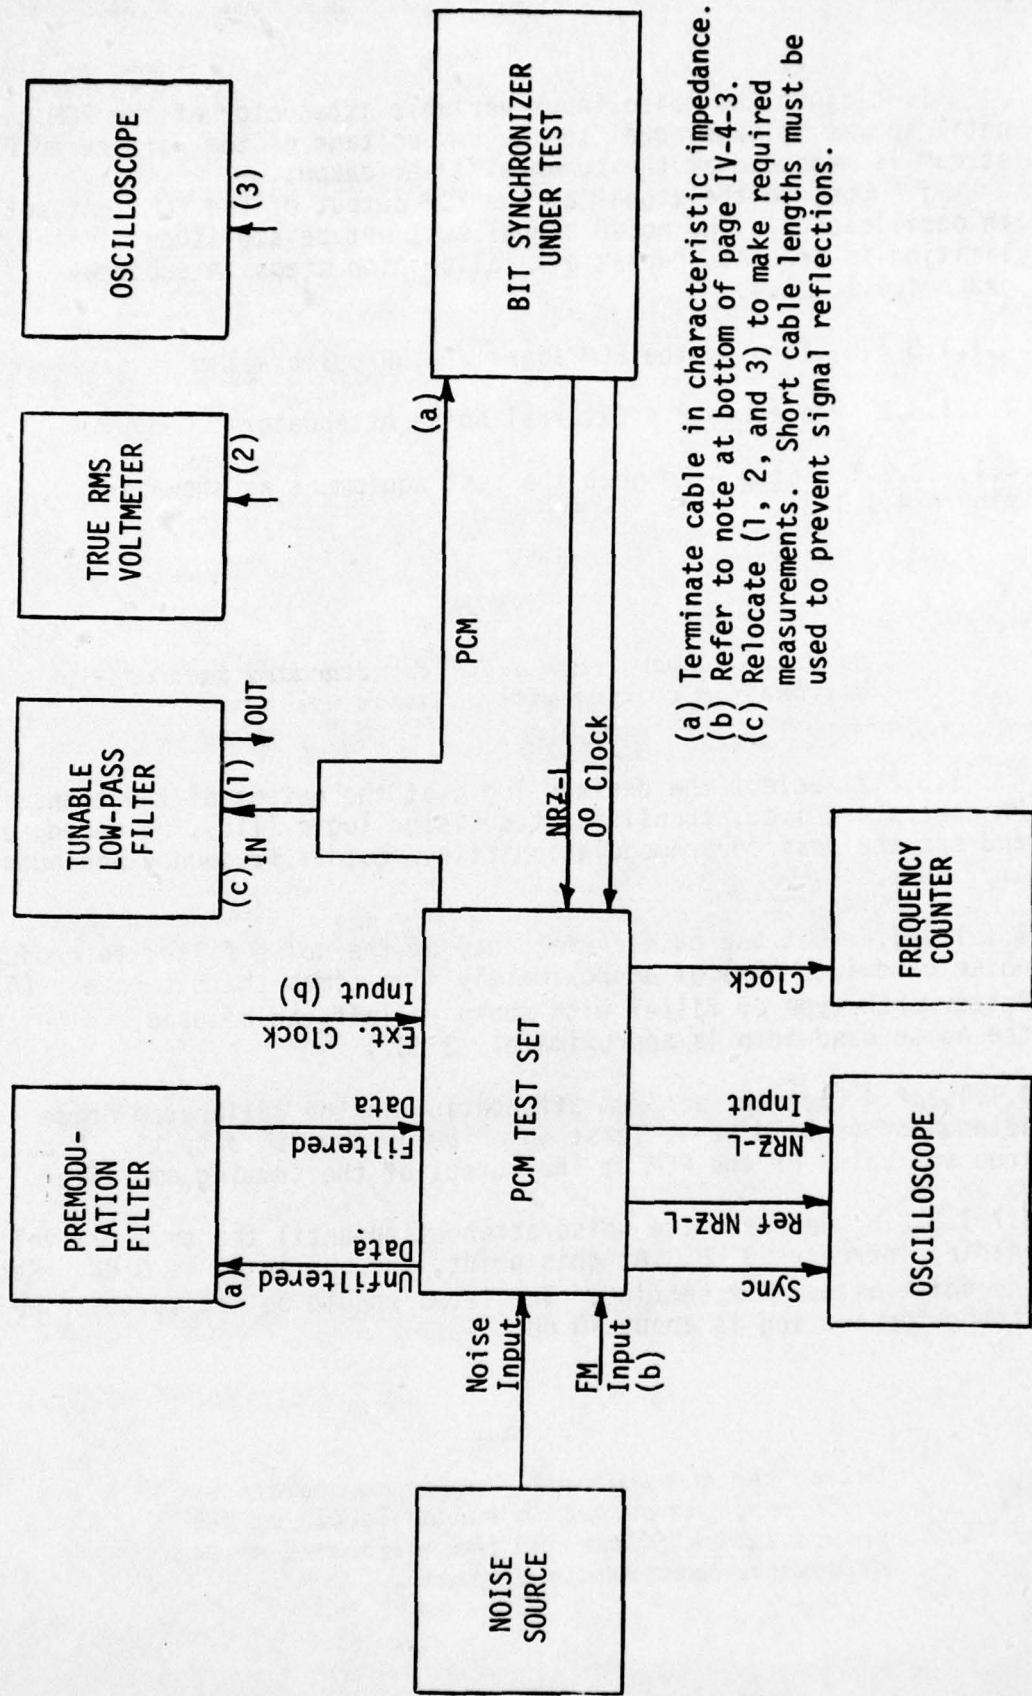 PREMODU-
LATION
FILTER
(a)
TUNABLE
LOW-PASS
FILTER
(c) IN
(1)
OUT
TRUE RMS
VOLTMETER
(2)
OSCILLOSCOPE
(3)
Unfiltered
Data
Filtered
Data
Ext. Clock
Input (b)
PCM
(a)
NOISE
SOURCE
Noise
Input
FM
Input
(b)
PCM TEST SET
NRZ-L
0° Clock
BIT SYNCHRONIZER
UNDER TEST
Sync
Ref NRZ-L
NRZ-L
Input
Clock
OSCILLOSCOPE
FREQUENCY
COUNTER
(a) Terminate cable in characteristic impedance.
(b) Refer to note at bottom of page IV 4-3.
(c) Relocate (1, 2, and 3) to make required
measurements. Short cable lengths must be
used to prevent signal reflections.